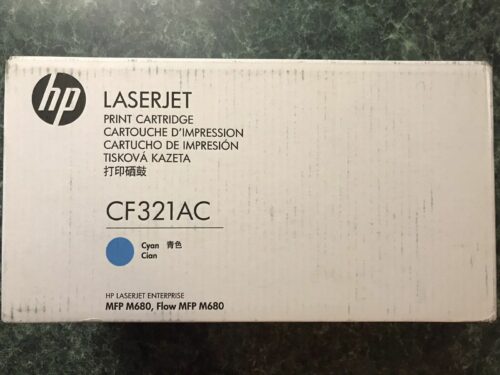 hp
LASERJET
PRINT CARTRIDGE
CARTOUCHE D'IMPRESSION
CARTUCHO DE IMPRESIÓN
TISKOVÁ KAZETA
打印硒鼓
CF321AC
Cyan 青色
Cian
HP LASERJET ENTERPRISE
MFP M680, Flow MFP M680